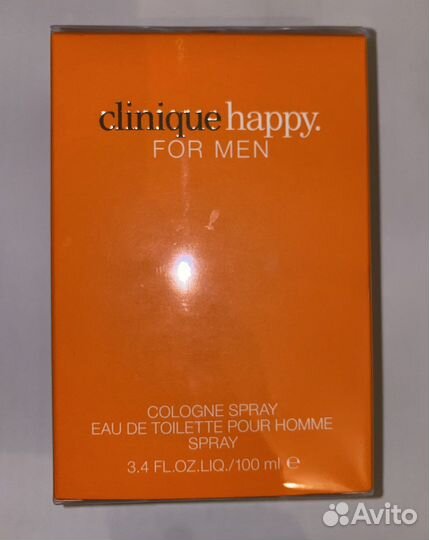 clinique happy.
FOR MEN
COLOGNE SPRAY
EAU DE TOILETTE POUR HOMME
SPRAY
3.4 FL.OZ.LIQ./100 ml ℮
Avito